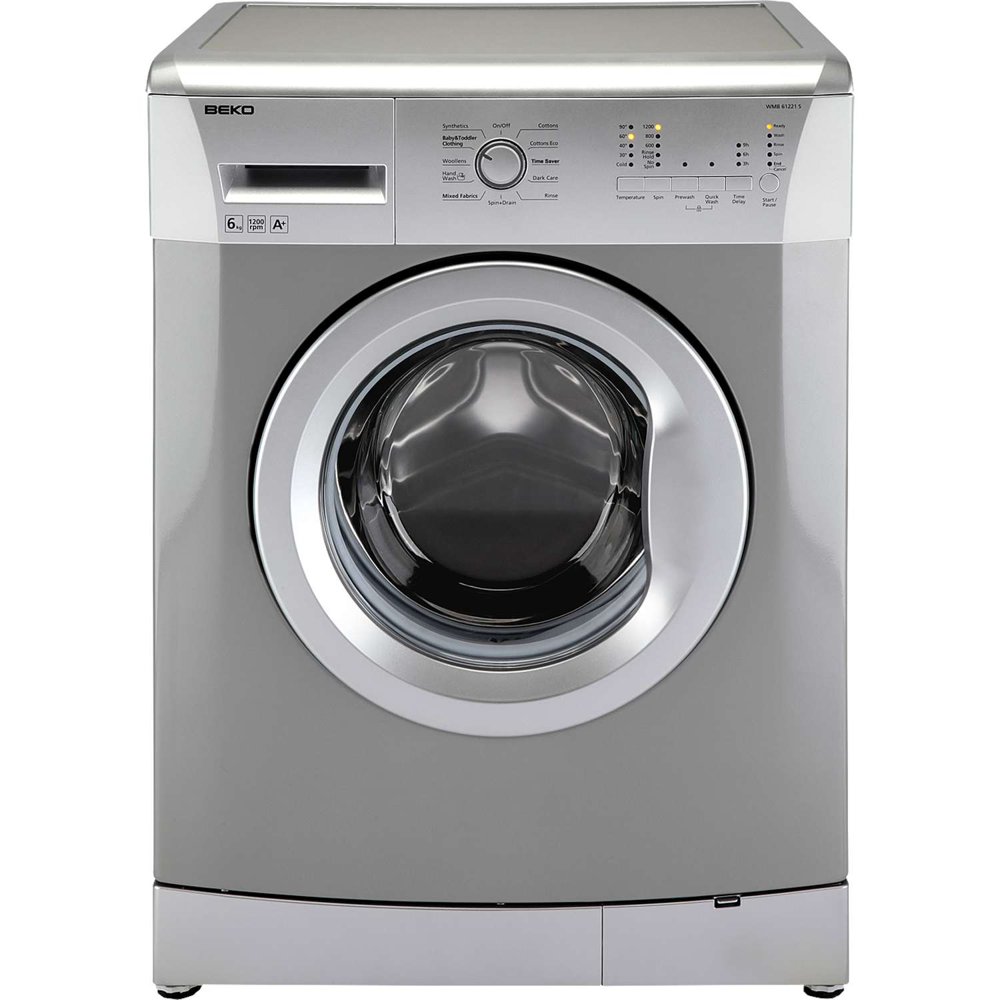 BEKO
WMB 61221 S
Synthetics
On/Off
Cottons
Baby&Toddler
Clothing
Cottons Eco
Woollens
Time Saver
Hand
Wash
Dark Care
Mixed Fabrics
Spin+Drain
Rinse
90°
60°
40°
30°
Cold
1200
800
600
Rinse
Hold
No
Spin
9h
6h
3h
Ready
Wash
Rinse
Spin
End
Cancel
Temperature
Spin
Prewash
Quick
Wash
Time
Delay
Start /
Pause
6 kg
1200
rpm
A+